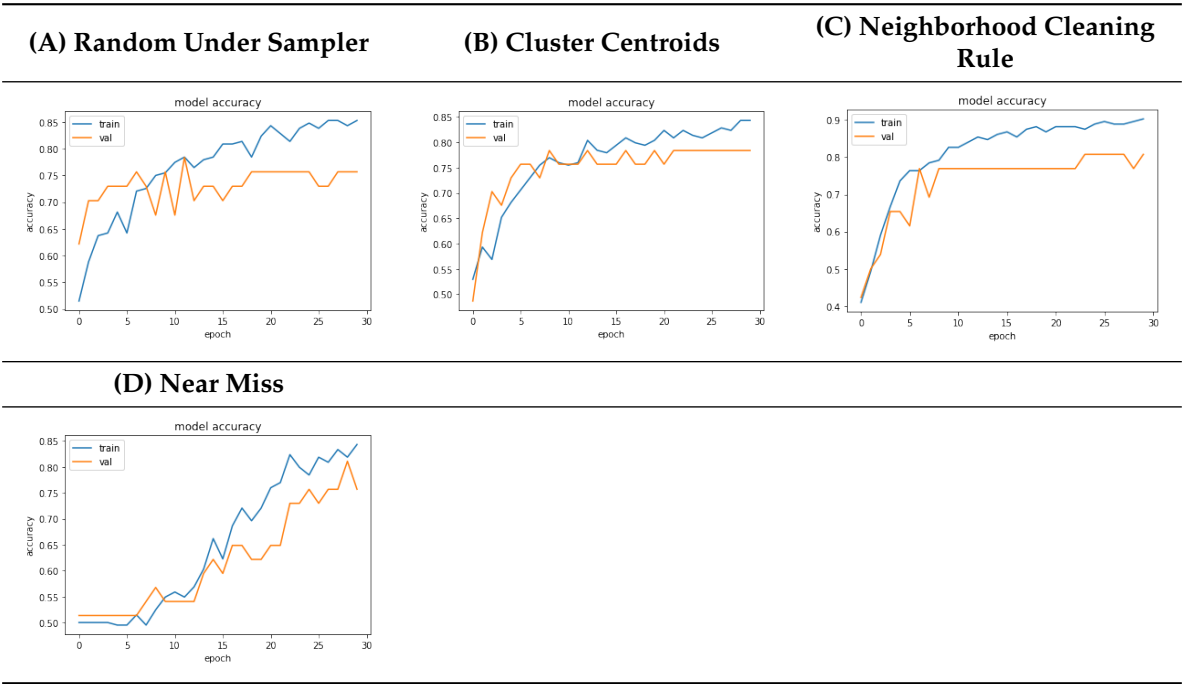 (A) Random Under Sampler
(B) Cluster Centroids
(C) Neighborhood Cleaning
Rule
model accuracy
train
val
accuracy
0.85
0.80
0.75
0.70
0.65
0.60
0.55
0.50
0 5 10 15 20 25 30
epoch
model accuracy
train
val
accuracy
0.85
0.80
0.75
0.70
0.65
0.60
0.55
0.50
0 5 10 15 20 25 30
epoch
model accuracy
train
val
accuracy
0.9
0.8
0.7
0.6
0.5
0.4
0 5 10 15 20 25 30
epoch
(D) Near Miss
model accuracy
train
val
accuracy
0.85
0.80
0.75
0.70
0.65
0.60
0.55
0.50
0 5 10 15 20 25 30
epoch